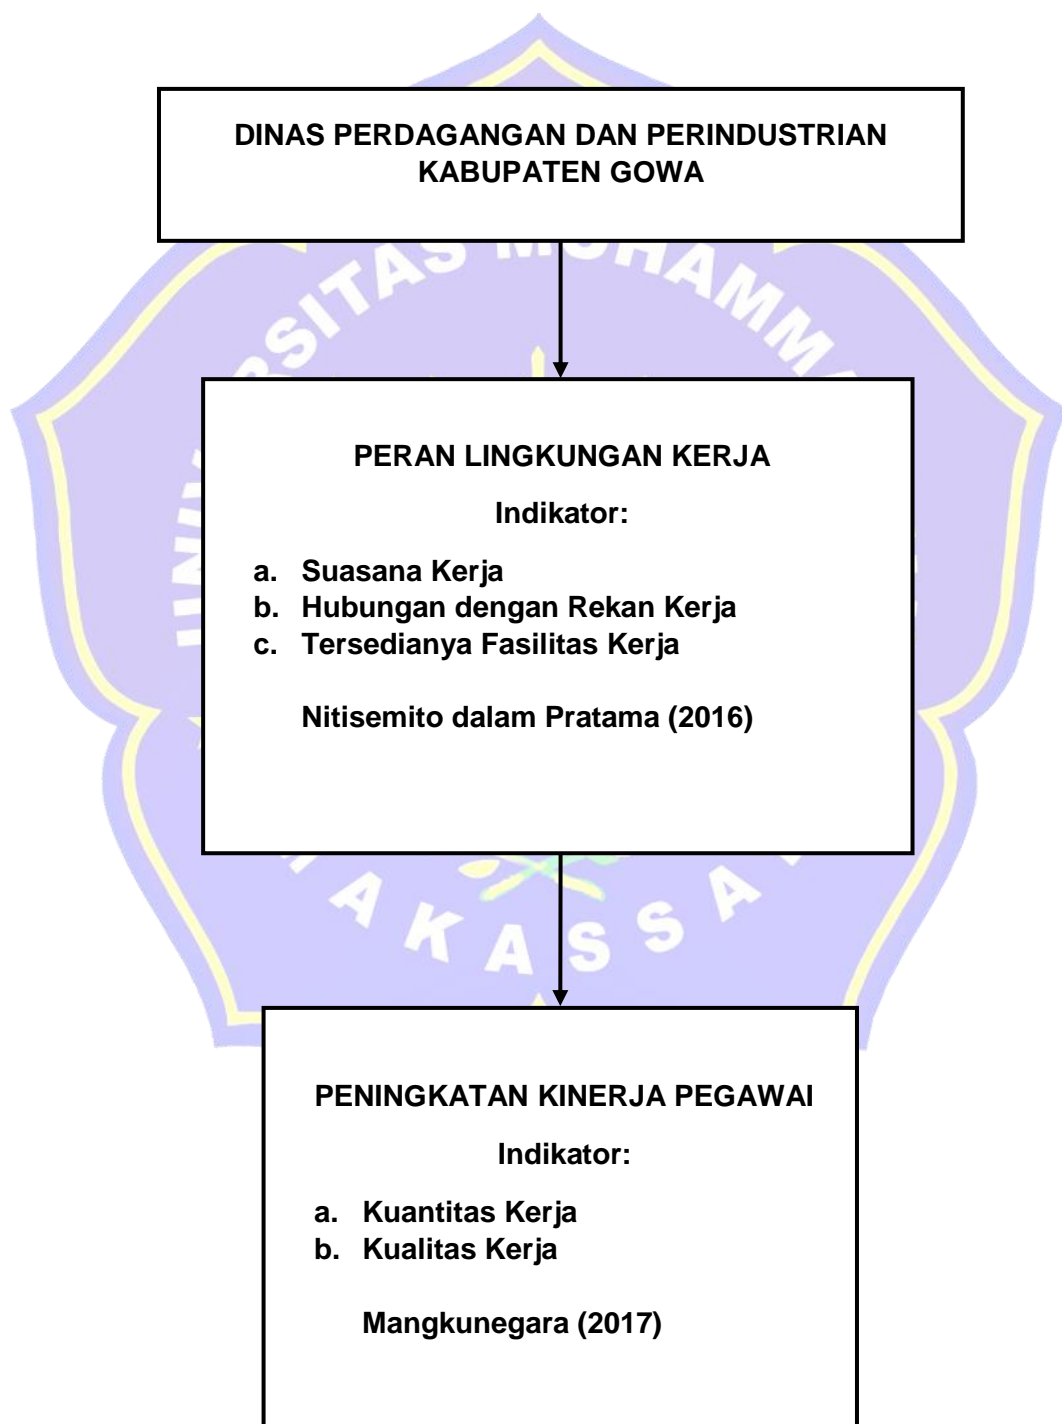 DINAS PERDAGANGAN DAN PERINDUSTRIAN
KABUPATEN GOWA
PERAN LINGKUNGAN KERJA
Indikator:
a. Suasana Kerja
b. Hubungan dengan Rekan Kerja
c. Tersedianya Fasilitas Kerja
Nitisemito dalam Pratama (2016)
PENINGKATAN KINERJA PEGAWAI
Indikator:
a. Kuantitas Kerja
b. Kualitas Kerja
Mangkunegara (2017)